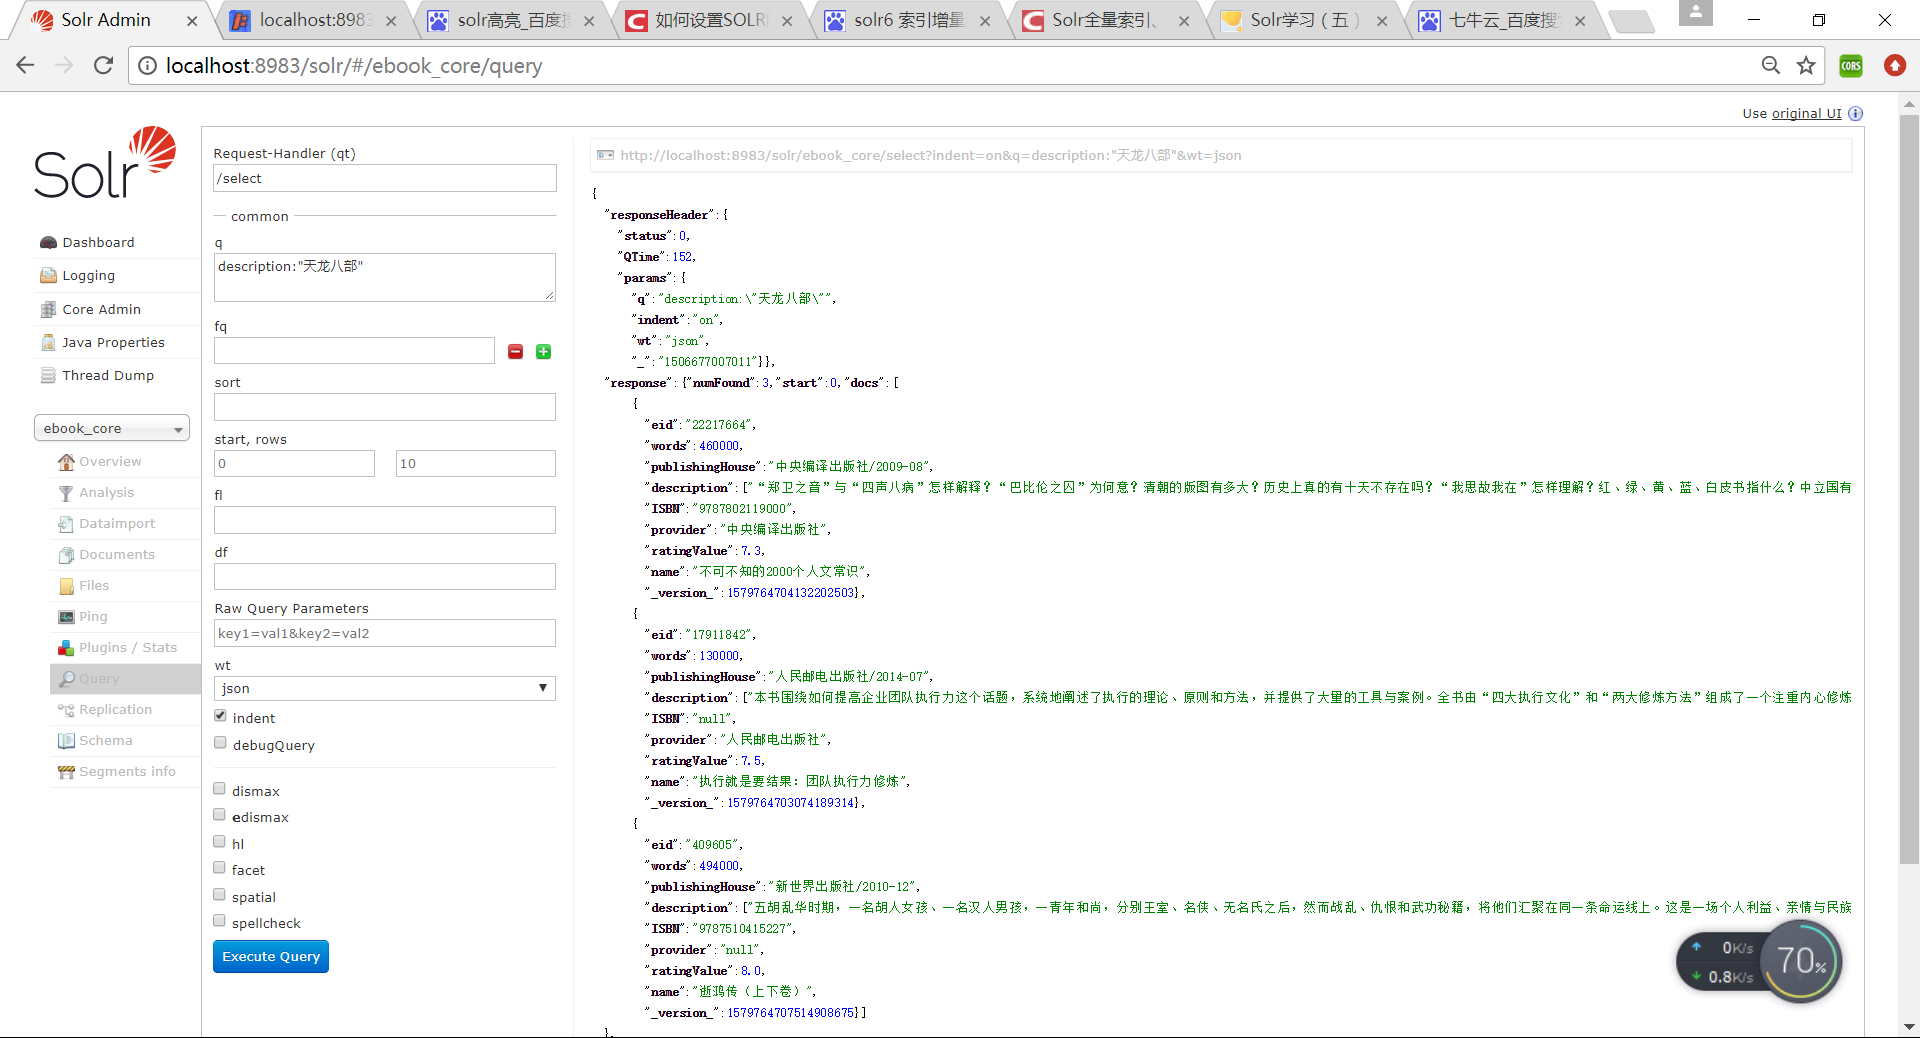 Solr Admin
localhost:8983
solr高亮_百度搜
如何设置SOLR
solr6 索引增量
Solr全量索引、
Solr学习（五）
七牛云_百度搜索
localhost:8983/solr/#/ebook_core/query
CORS
Use original UI
Solr
Dashboard
Logging
Core Admin
Java Properties
Thread Dump
ebook_core
Overview
Analysis
Dataimport
Documents
Files
Ping
Plugins / Stats
Query
Replication
Schema
Segments info
Request-Handler (qt)
/select
common
q
description:"天龙八部"
fq
sort
start, rows
0
10
fl
df
Raw Query Parameters
key1=val1&key2=val2
wt
json
indent
debugQuery
dismax
edismax
hl
facet
spatial
spellcheck
Execute Query
http://localhost:8983/solr/ebook_core/select?indent=on&q=description:"天龙八部"&wt=json
{
"responseHeader":{
"status":0,
"QTime":152,
"params":{
"q":"description:\"天龙八部\"",
"indent":"on",
"wt":"json",
"_":"1506677007011"}},
"response":{"numFound":3,"start":0,"docs":[
{
"eid":"22217664",
"words":460000,
"publishingHouse":"中央编译出版社/2009-08",
"description":["“郑卫之音”与“四声八病”怎样解释？“巴比伦之囚”为何意？清朝的版图有多大？历史上真的有十天不存在吗？“我思故我在”怎样理解？红、绿、黄、蓝、白皮书指什么？中立国有
"ISBN":"9787802119000",
"provider":"中央编译出版社",
"ratingValue":7.3,
"name":"不可不知的2000个人文常识",
"_version_":1579764704132202503},
{
"eid":"17911842",
"words":130000,
"publishingHouse":"人民邮电出版社/2014-07",
"description":["本书围绕如何提高企业团队执行力这个话题，系统地阐述了执行的理论、原则和方法，并提供了大量的工具与案例。全书由“四大执行文化”和“两大修炼方法”组成了一个注重内心修炼
"ISBN":"null",
"provider":"人民邮电出版社",
"ratingValue":7.5,
"name":"执行就是要结果：团队执行力修炼",
"_version_":1579764703074189314},
{
"eid":"409605",
"words":494000,
"publishingHouse":"新世界出版社/2010-12",
"description":["五胡乱华时期，一名胡人女孩、一名汉人男孩，一青年和尚，分别王室、名侠、无名氏之后，然而战乱、仇恨和武功秘籍，将他们汇聚在同一条命运线上。这是一场个人利益、亲情与民族
"ISBN":"9787510415227",
"provider":"null",
"ratingValue":8.0,
"name":"逝鸿传（上下卷）",
"_version_":1579764707514908675}]
},
0K/s
0.8K/s
70%